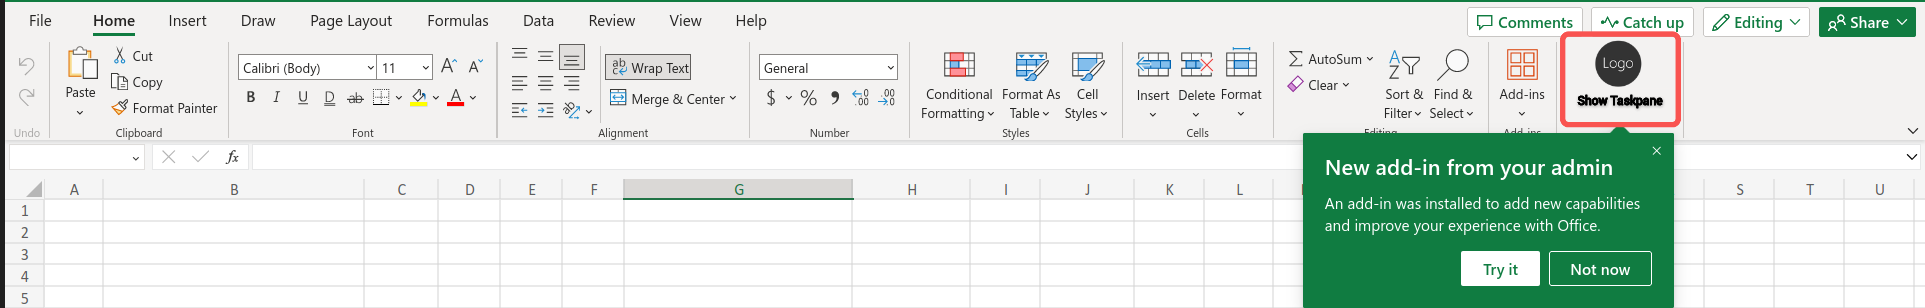 File Home Insert Draw Page Layout Formulas Data Review View Help
Comments Catch up Editing Share
Paste
Cut
Copy
Format Painter
Undo
Clipboard
Calibri (Body) 11 A A
B I U D ab A
Font
ab
c Wrap Text
Merge & Center
Alignment
General
$ % 9 .00 .00
Number
Conditional
Formatting
Format As
Table
Cell
Styles
Styles
Insert Delete Format
Cells
AutoSum
Clear
A
Z
Sort &
Filter
Find &
Select
Editing
Add-ins
Add-ins
Logo
Show Taskpane
fx
A B C D E F G H I J K L S T U
1
2
3
4
5
New add-in from your admin
An add-in was installed to add new capabilities
and improve your experience with Office.
Try it Not now